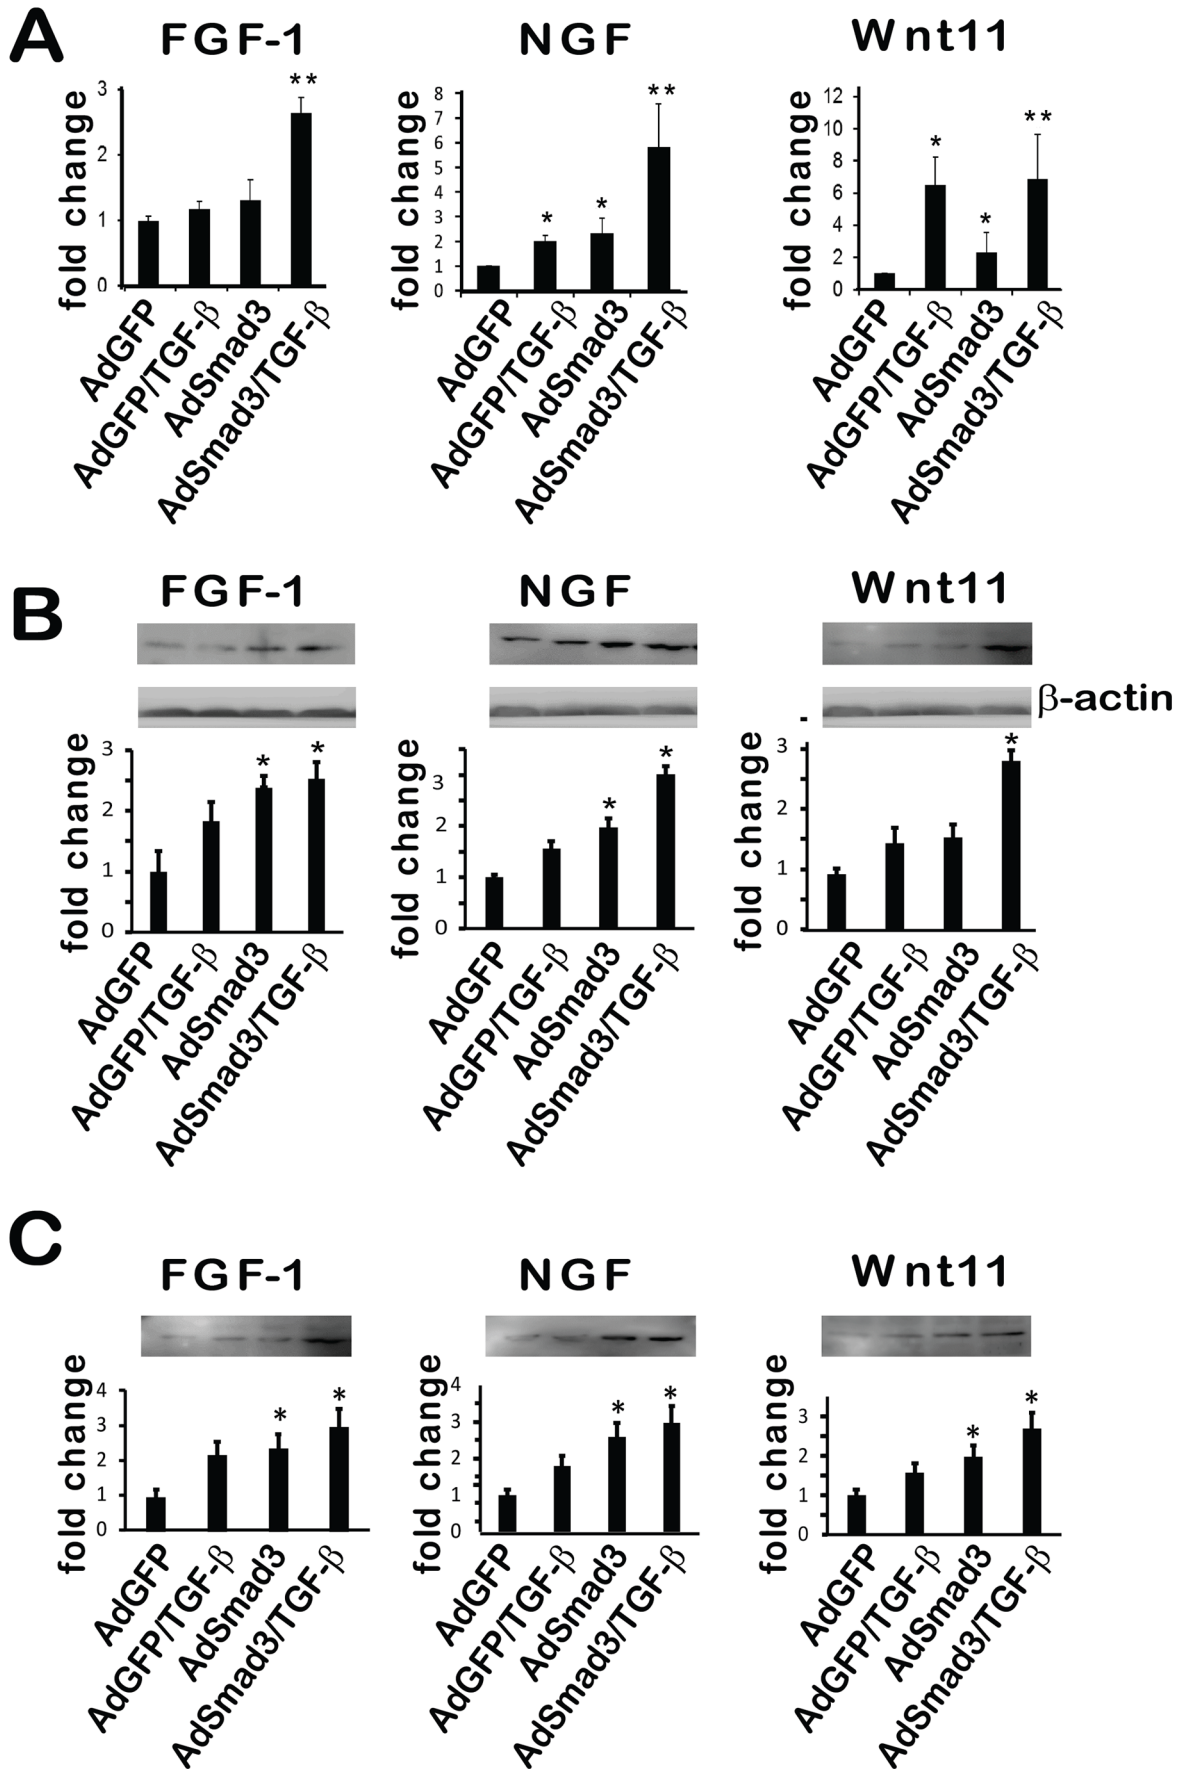 A
FGF-1 NGF Wnt11
fold change
3
2
1
0
**
AdGFP
AdGFP/TGF-β
AdSmad3
AdSmad3/TGF-β
fold change
8
7
6
5
4
3
2
1
0
* * **
AdGFP
AdGFP/TGF-β
AdSmad3
AdSmad3/TGF-β
fold change
12
10
8
6
4
2
0
* * **
AdGFP
AdGFP/TGF-β
AdSmad3
AdSmad3/TGF-β
B
FGF-1 NGF Wnt11
β-actin
fold change
3
2
1
0
* *
AdGFP
AdGFP/TGF-β
AdSmad3
AdSmad3/TGF-β
fold change
3
2
1
0
* *
AdGFP
AdGFP/TGF-β
AdSmad3
AdSmad3/TGF-β
fold change
3
2
1
0
*
AdGFP
AdGFP/TGF-β
AdSmad3
AdSmad3/TGF-β
C
FGF-1 NGF Wnt11
fold change
4
3
2
1
0
* *
AdGFP
AdGFP/TGF-β
AdSmad3
AdSmad3/TGF-β
fold change
4
3
2
1
0
* *
AdGFP
AdGFP/TGF-β
AdSmad3
AdSmad3/TGF-β
fold change
3
2
1
0
* *
AdGFP
AdGFP/TGF-β
AdSmad3
AdSmad3/TGF-β